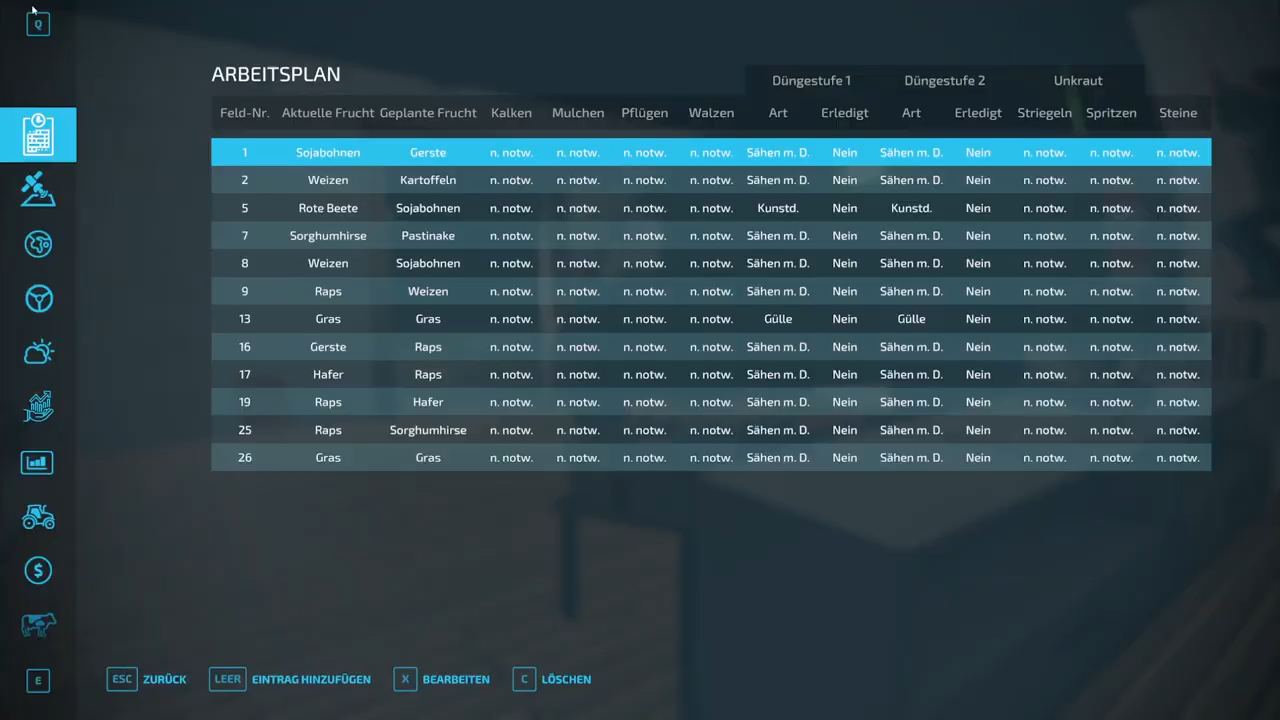 Q
ARBEITSPLAN
Düngestufe 1 Düngestufe 2 Unkraut
Feld-Nr. Aktuelle Frucht Geplante Frucht Kalken Mulchen Pflügen Walzen Art Erledigt Art Erledigt Striegeln Spritzen Steine
1 Sojabohnen Gerste n. notw. n. notw. n. notw. n. notw. Sähen m. D. Nein Sähen m. D. Nein n. notw. n. notw. n. notw.
2 Weizen Kartoffeln n. notw. n. notw. n. notw. n. notw. Sähen m. D. Nein Sähen m. D. Nein n. notw. n. notw. n. notw.
5 Rote Beete Sojabohnen n. notw. n. notw. n. notw. n. notw. Kunstd. Nein Kunstd. Nein n. notw. n. notw. n. notw.
7 Sorghumhirse Pastinake n. notw. n. notw. n. notw. n. notw. Sähen m. D. Nein Sähen m. D. Nein n. notw. n. notw. n. notw.
8 Weizen Sojabohnen n. notw. n. notw. n. notw. n. notw. Sähen m. D. Nein Sähen m. D. Nein n. notw. n. notw. n. notw.
9 Raps Weizen n. notw. n. notw. n. notw. n. notw. Sähen m. D. Nein Sähen m. D. Nein n. notw. n. notw. n. notw.
13 Gras Gras n. notw. n. notw. n. notw. n. notw. Gülle Nein Gülle Nein n. notw. n. notw. n. notw.
16 Gerste Raps n. notw. n. notw. n. notw. n. notw. Sähen m. D. Nein Sähen m. D. Nein n. notw. n. notw. n. notw.
17 Hafer Raps n. notw. n. notw. n. notw. n. notw. Sähen m. D. Nein Sähen m. D. Nein n. notw. n. notw. n. notw.
19 Raps Hafer n. notw. n. notw. n. notw. n. notw. Sähen m. D. Nein Sähen m. D. Nein n. notw. n. notw. n. notw.
25 Raps Sorghumhirse n. notw. n. notw. n. notw. n. notw. Sähen m. D. Nein Sähen m. D. Nein n. notw. n. notw. n. notw.
26 Gras Gras n. notw. n. notw. n. notw. n. notw. Sähen m. D. Nein Sähen m. D. Nein n. notw. n. notw. n. notw.
E ESC ZURÜCK LEER EINTRAG HINZUFÜGEN X BEARBEITEN C LÖSCHEN